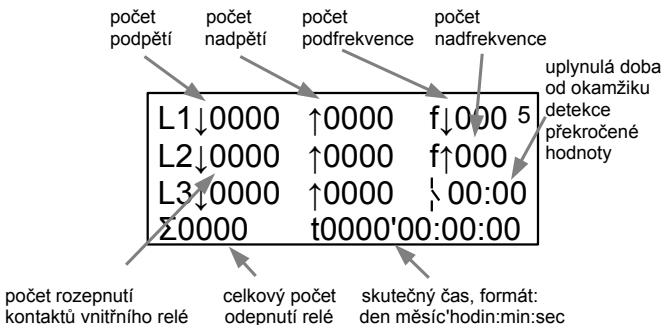 počet
podpětí
počet
nadpětí
počet
podfrekvence
počet
nadfrekvence
uplynulá doba
od okamžiku
detekce
překročené
hodnoty
L1↓0000 ↑0000 f↓000 5
L2↓0000 ↑0000 f↑000
L3↓0000 ↑0000 00:00
Σ0000 t0000'00:00:00
počet rozepnutí
kontaktů vnitřního relé
celkový počet
odepnutí relé
skutečný čas, formát:
den měsíc'hodin:min:sec